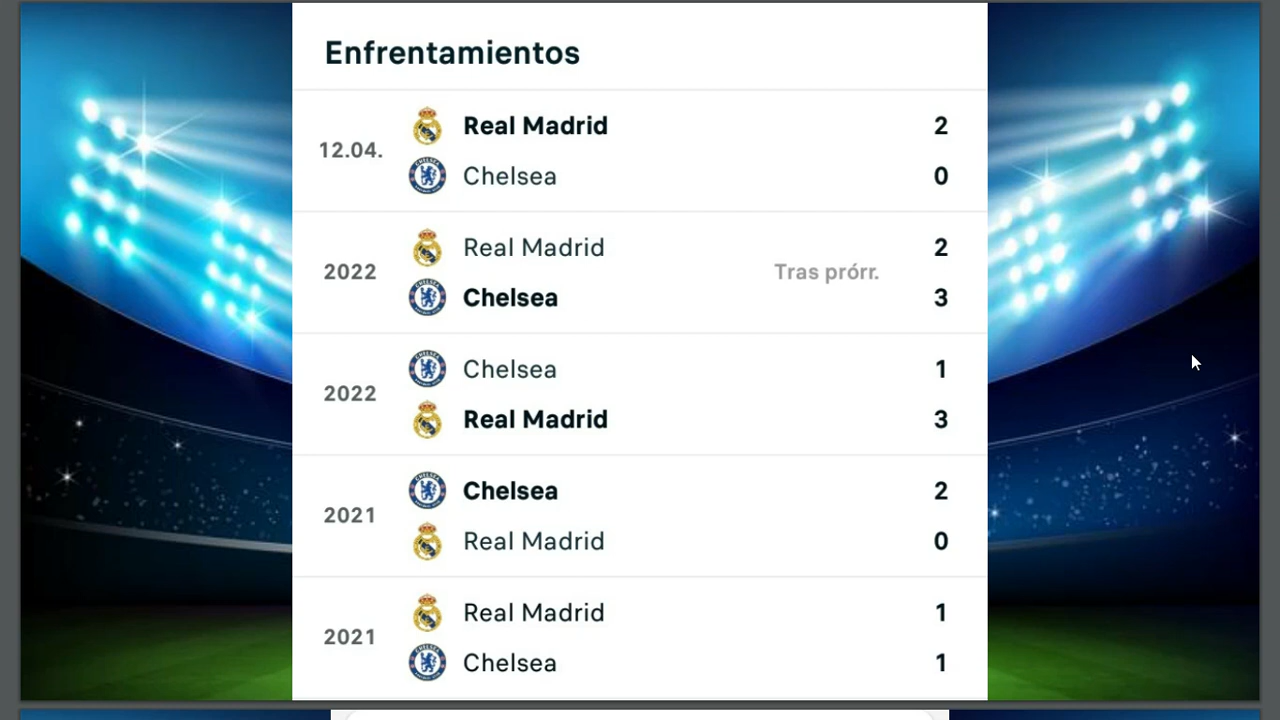 Enfrentamientos
12.04.
Real Madrid 2
Chelsea 0
2022
Real Madrid 2
Tras prórr.
Chelsea 3
2022
Chelsea 1
Real Madrid 3
2021
Chelsea 2
Real Madrid 0
2021
Real Madrid 1
Chelsea 1